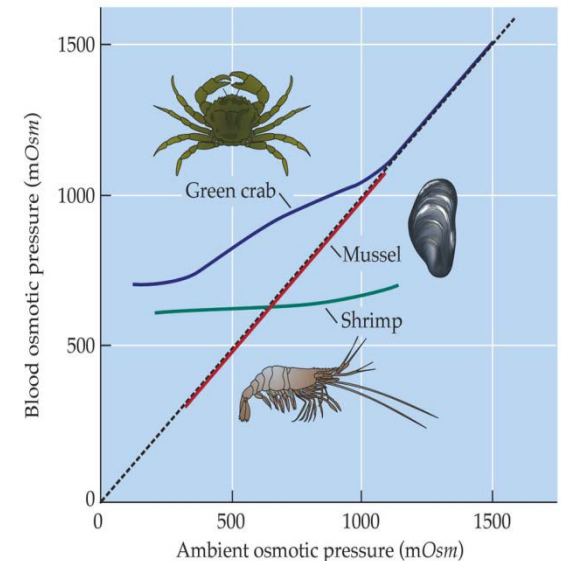 1500
1000
500
0
Blood osmotic pressure (mOsm)
Green crab
Mussel
Shrimp
0
500
1000
1500
Ambient osmotic pressure (mOsm)